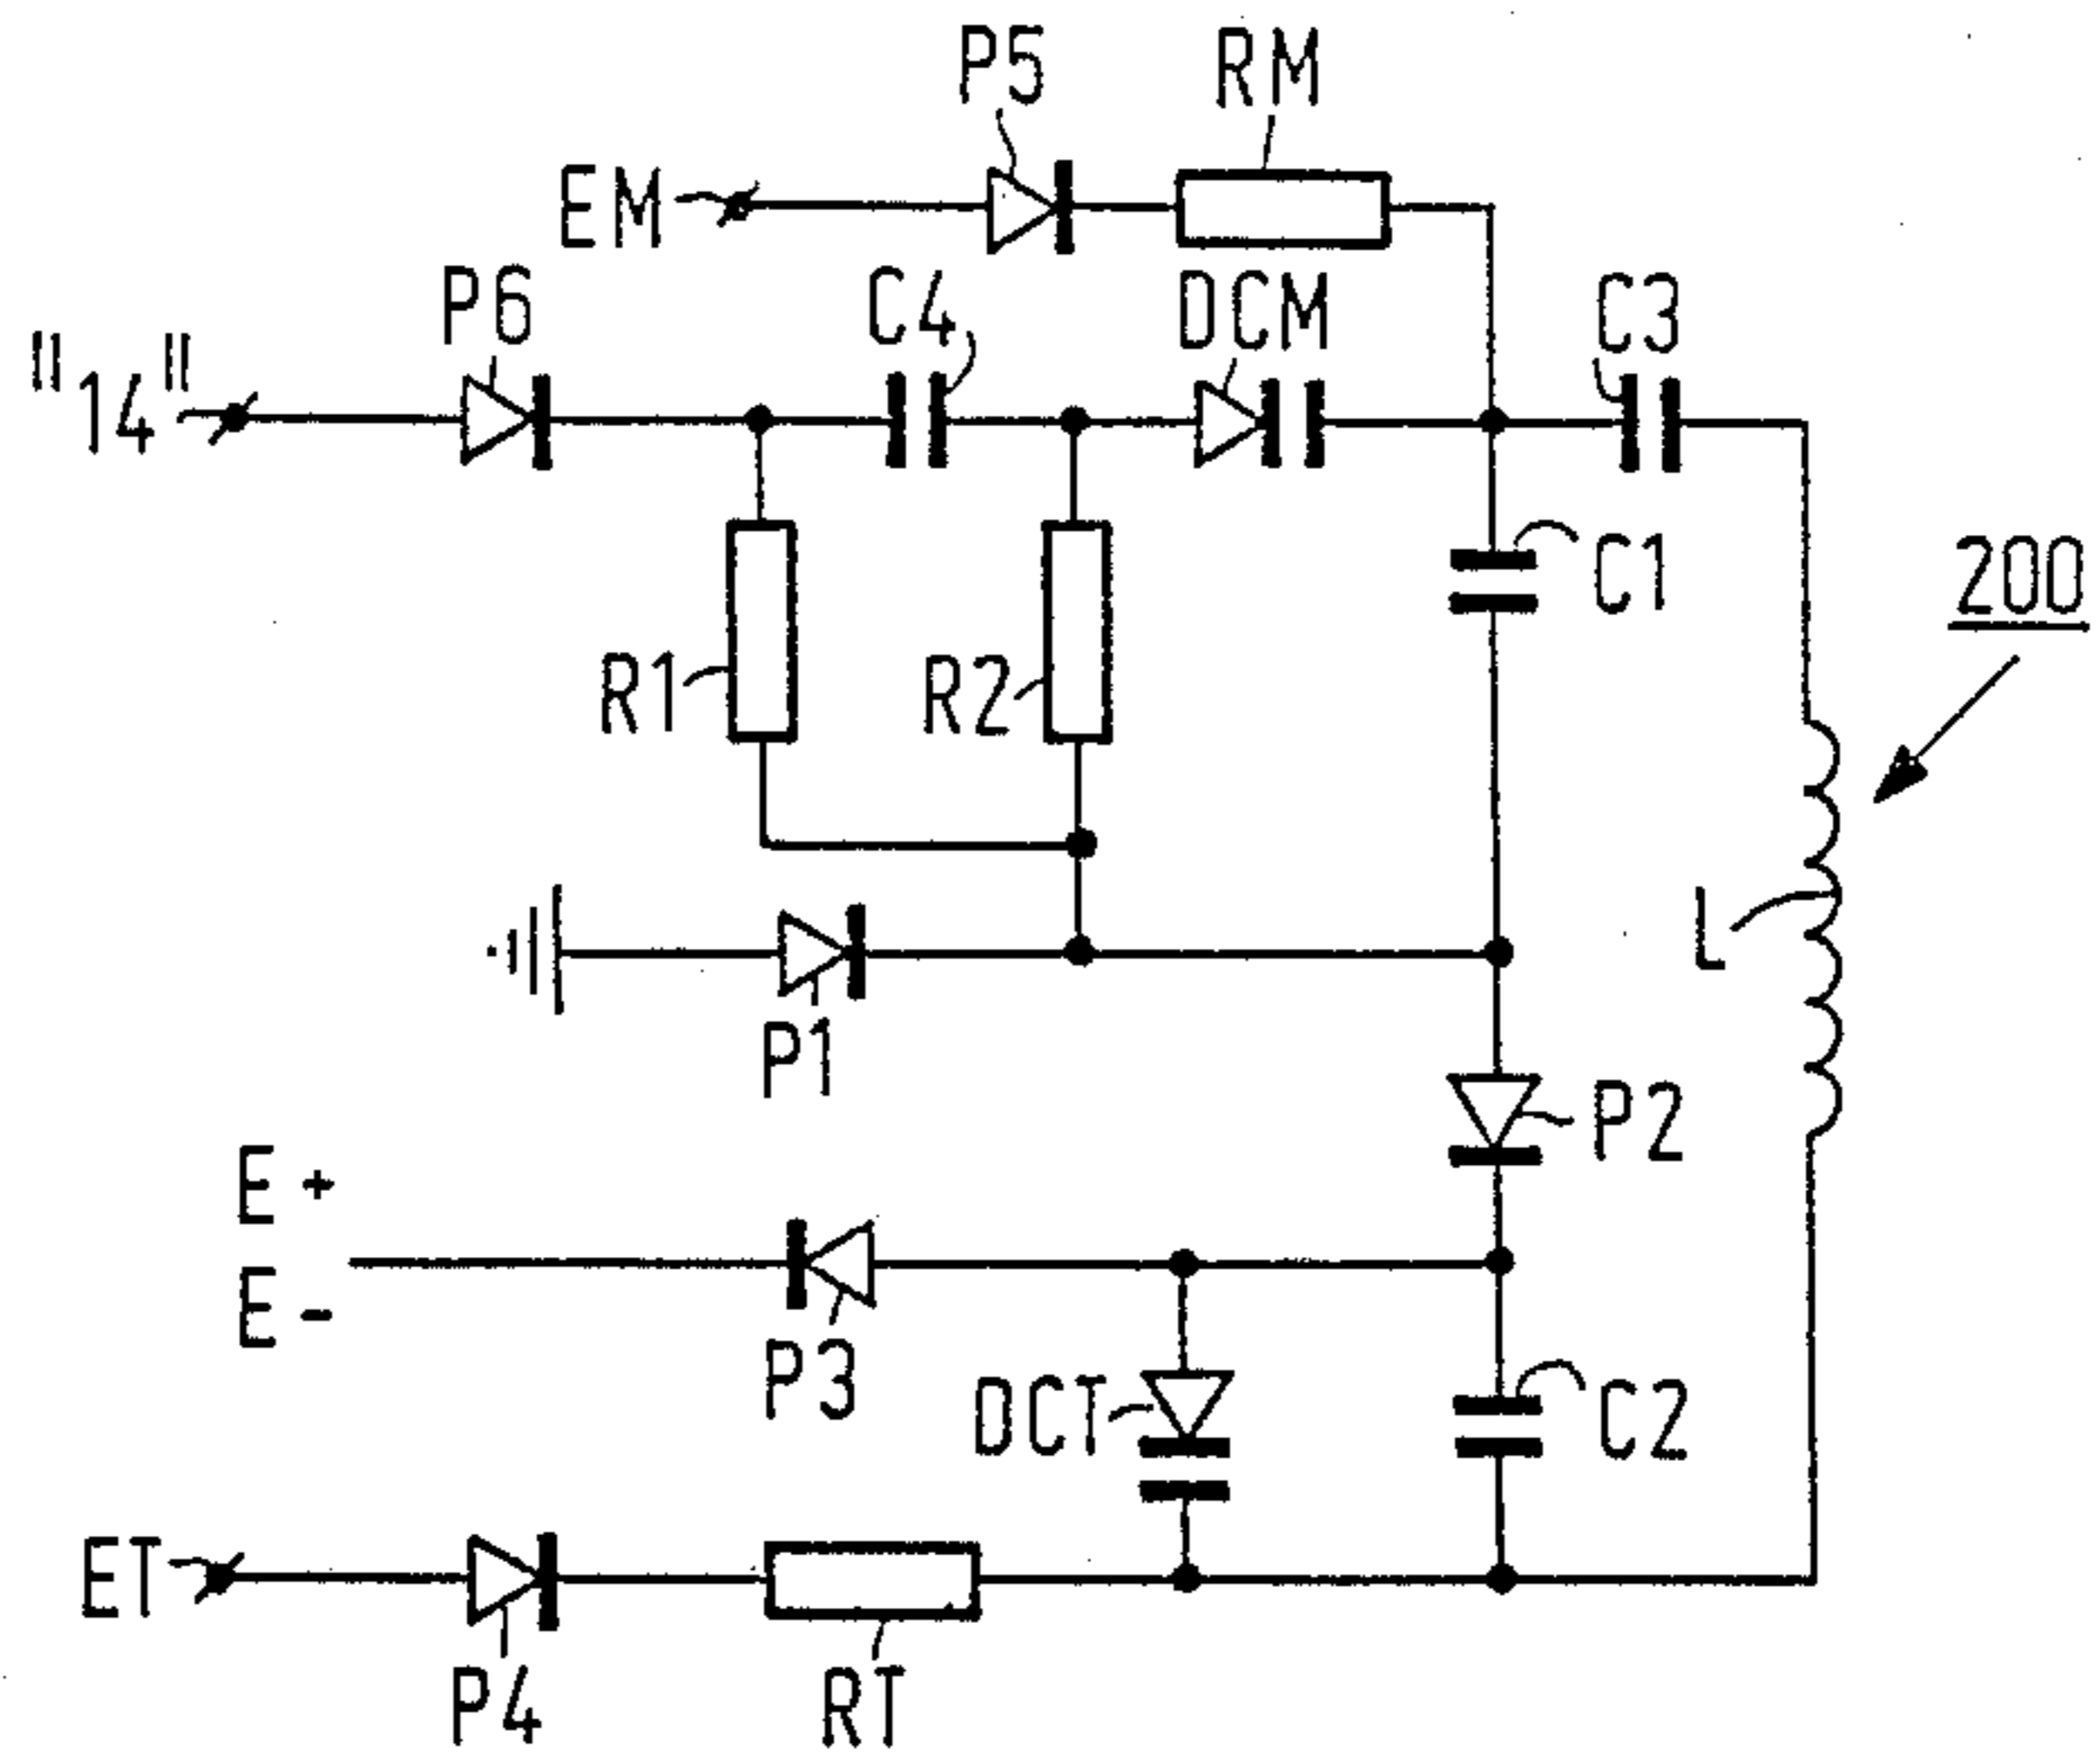 P5 RM
EM
P6 C4 DCM C3
"14"
C1
200
R1 R2
L
P1
P2
E+
E-
P3
DCT C2
ET
P4 RT